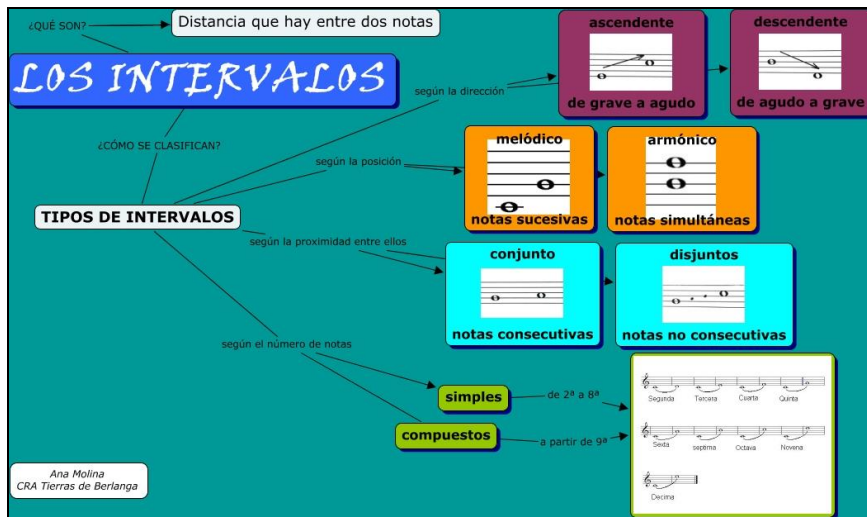 ¿QUÉ SON?
Distancia que hay entre dos notas
LOS INTERVALOS
¿CÓMO SE CLASIFICAN?
TIPOS DE INTERVALOS
según la dirección
ascendente
de grave a agudo
descendente
de agudo a grave
según la posición
melódico
notas sucesivas
armónico
notas simultáneas
según la proximidad entre ellos
conjunto
notas consecutivas
disjuntos
notas no consecutivas
según el número de notas
simples
de 2ª a 8ª
compuestos
a partir de 9ª
Segunda Tercera Cuarta Quinta
Sexta septima Octava Novena
Decima
Ana Molina
CRA Tierras de Berlanga